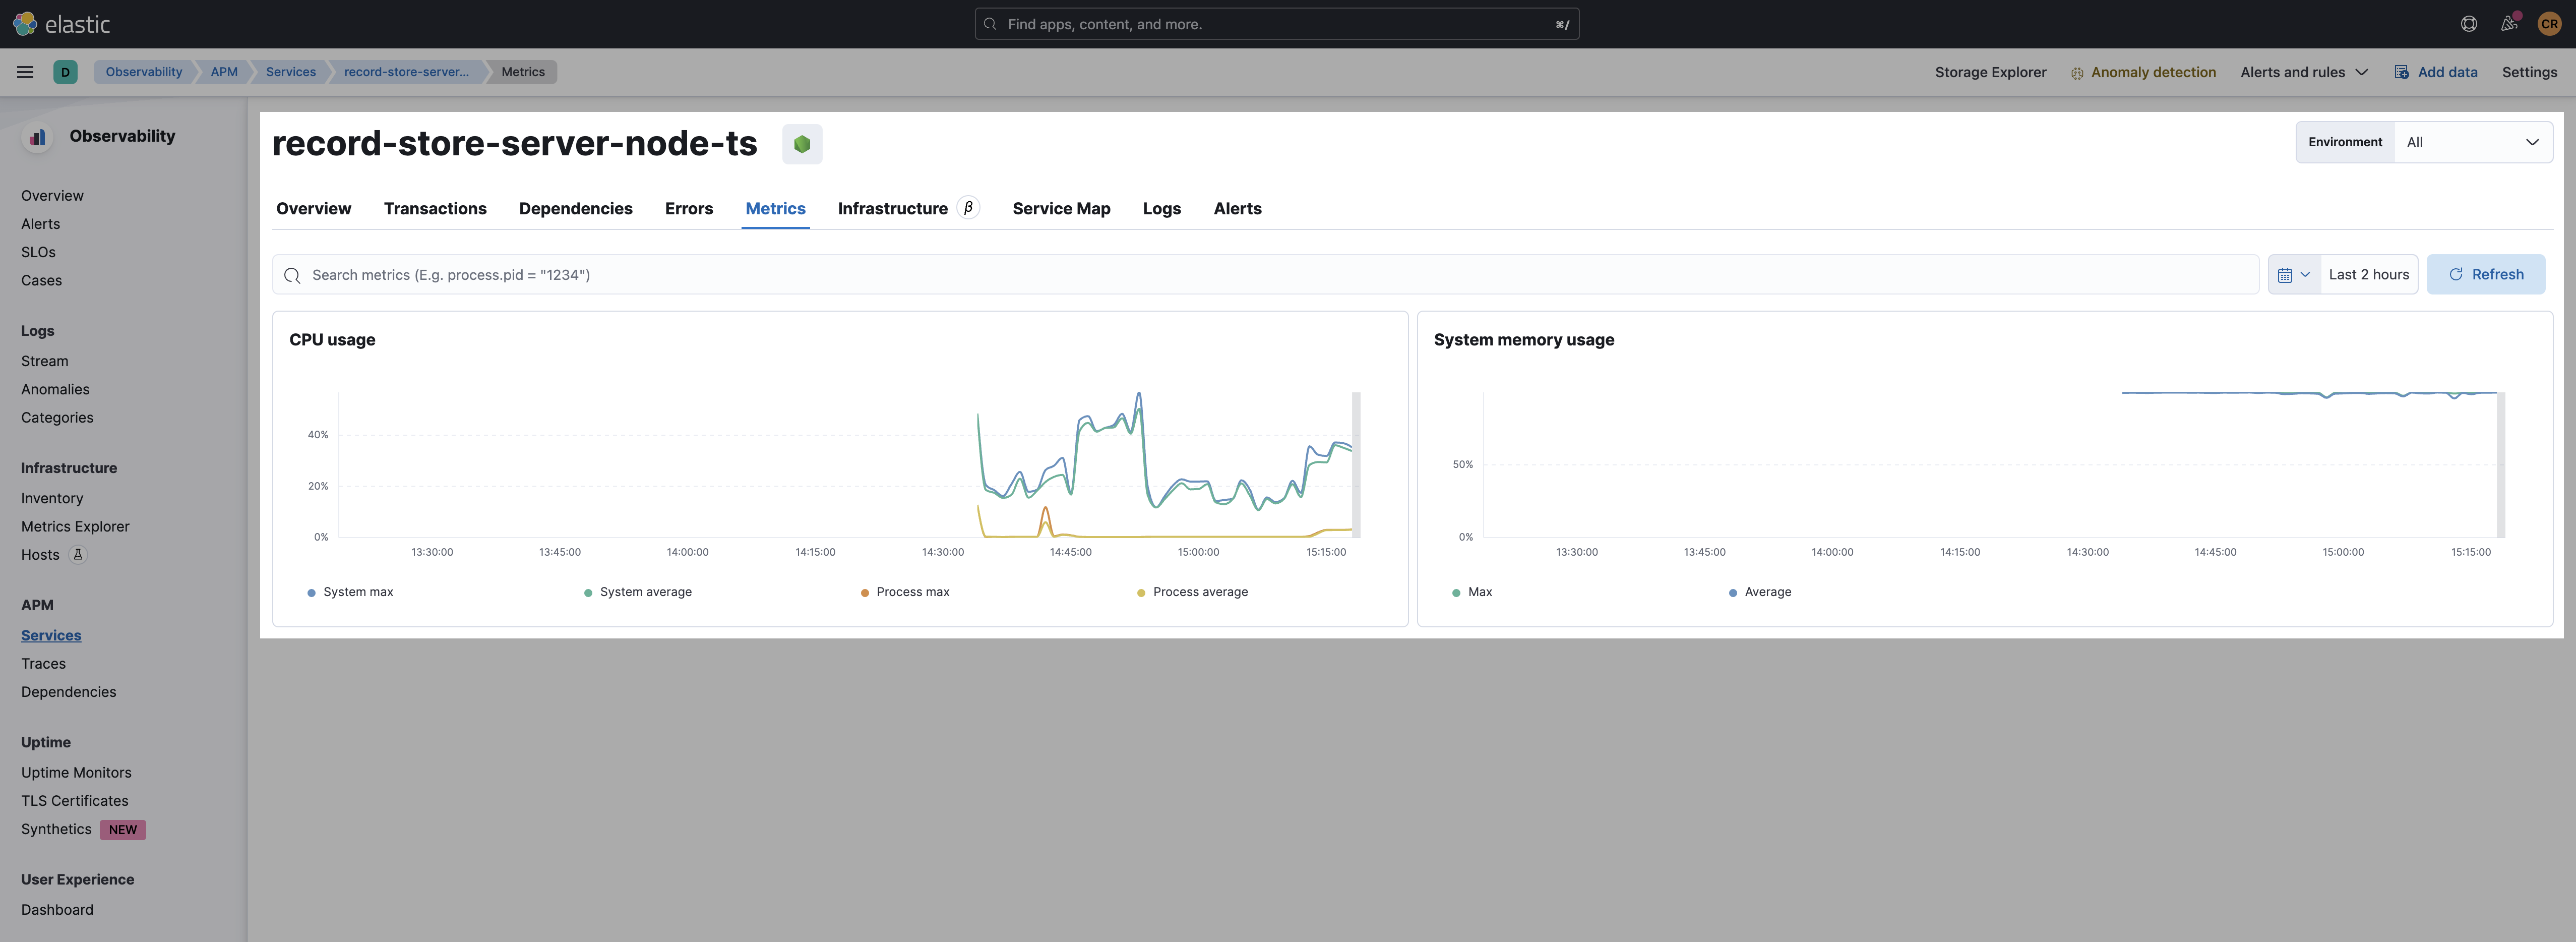 elastic
Find apps, content, and more.
⌘/
CR
D
Observability
APM
Services
record-store-server...
Metrics
Storage Explorer
Anomaly detection
Alerts and rules
Add data
Settings
Observability
Overview
Alerts
SLOs
Cases
Logs
Stream
Anomalies
Categories
Infrastructure
Inventory
Metrics Explorer
Hosts
APM
Services
Traces
Dependencies
Uptime
Uptime Monitors
TLS Certificates
Synthetics NEW
User Experience
Dashboard
record-store-server-node-ts
Environment All
Overview Transactions Dependencies Errors Metrics Infrastructure β Service Map Logs Alerts
Search metrics (E.g. process.pid = "1234")
Last 2 hours
Refresh
CPU usage
40%
20%
0%
13:30:00 13:45:00 14:00:00 14:15:00 14:30:00 14:45:00 15:00:00 15:15:00
System max System average Process max Process average
System memory usage
50%
0%
13:30:00 13:45:00 14:00:00 14:15:00 14:30:00 14:45:00 15:00:00 15:15:00
Max Average